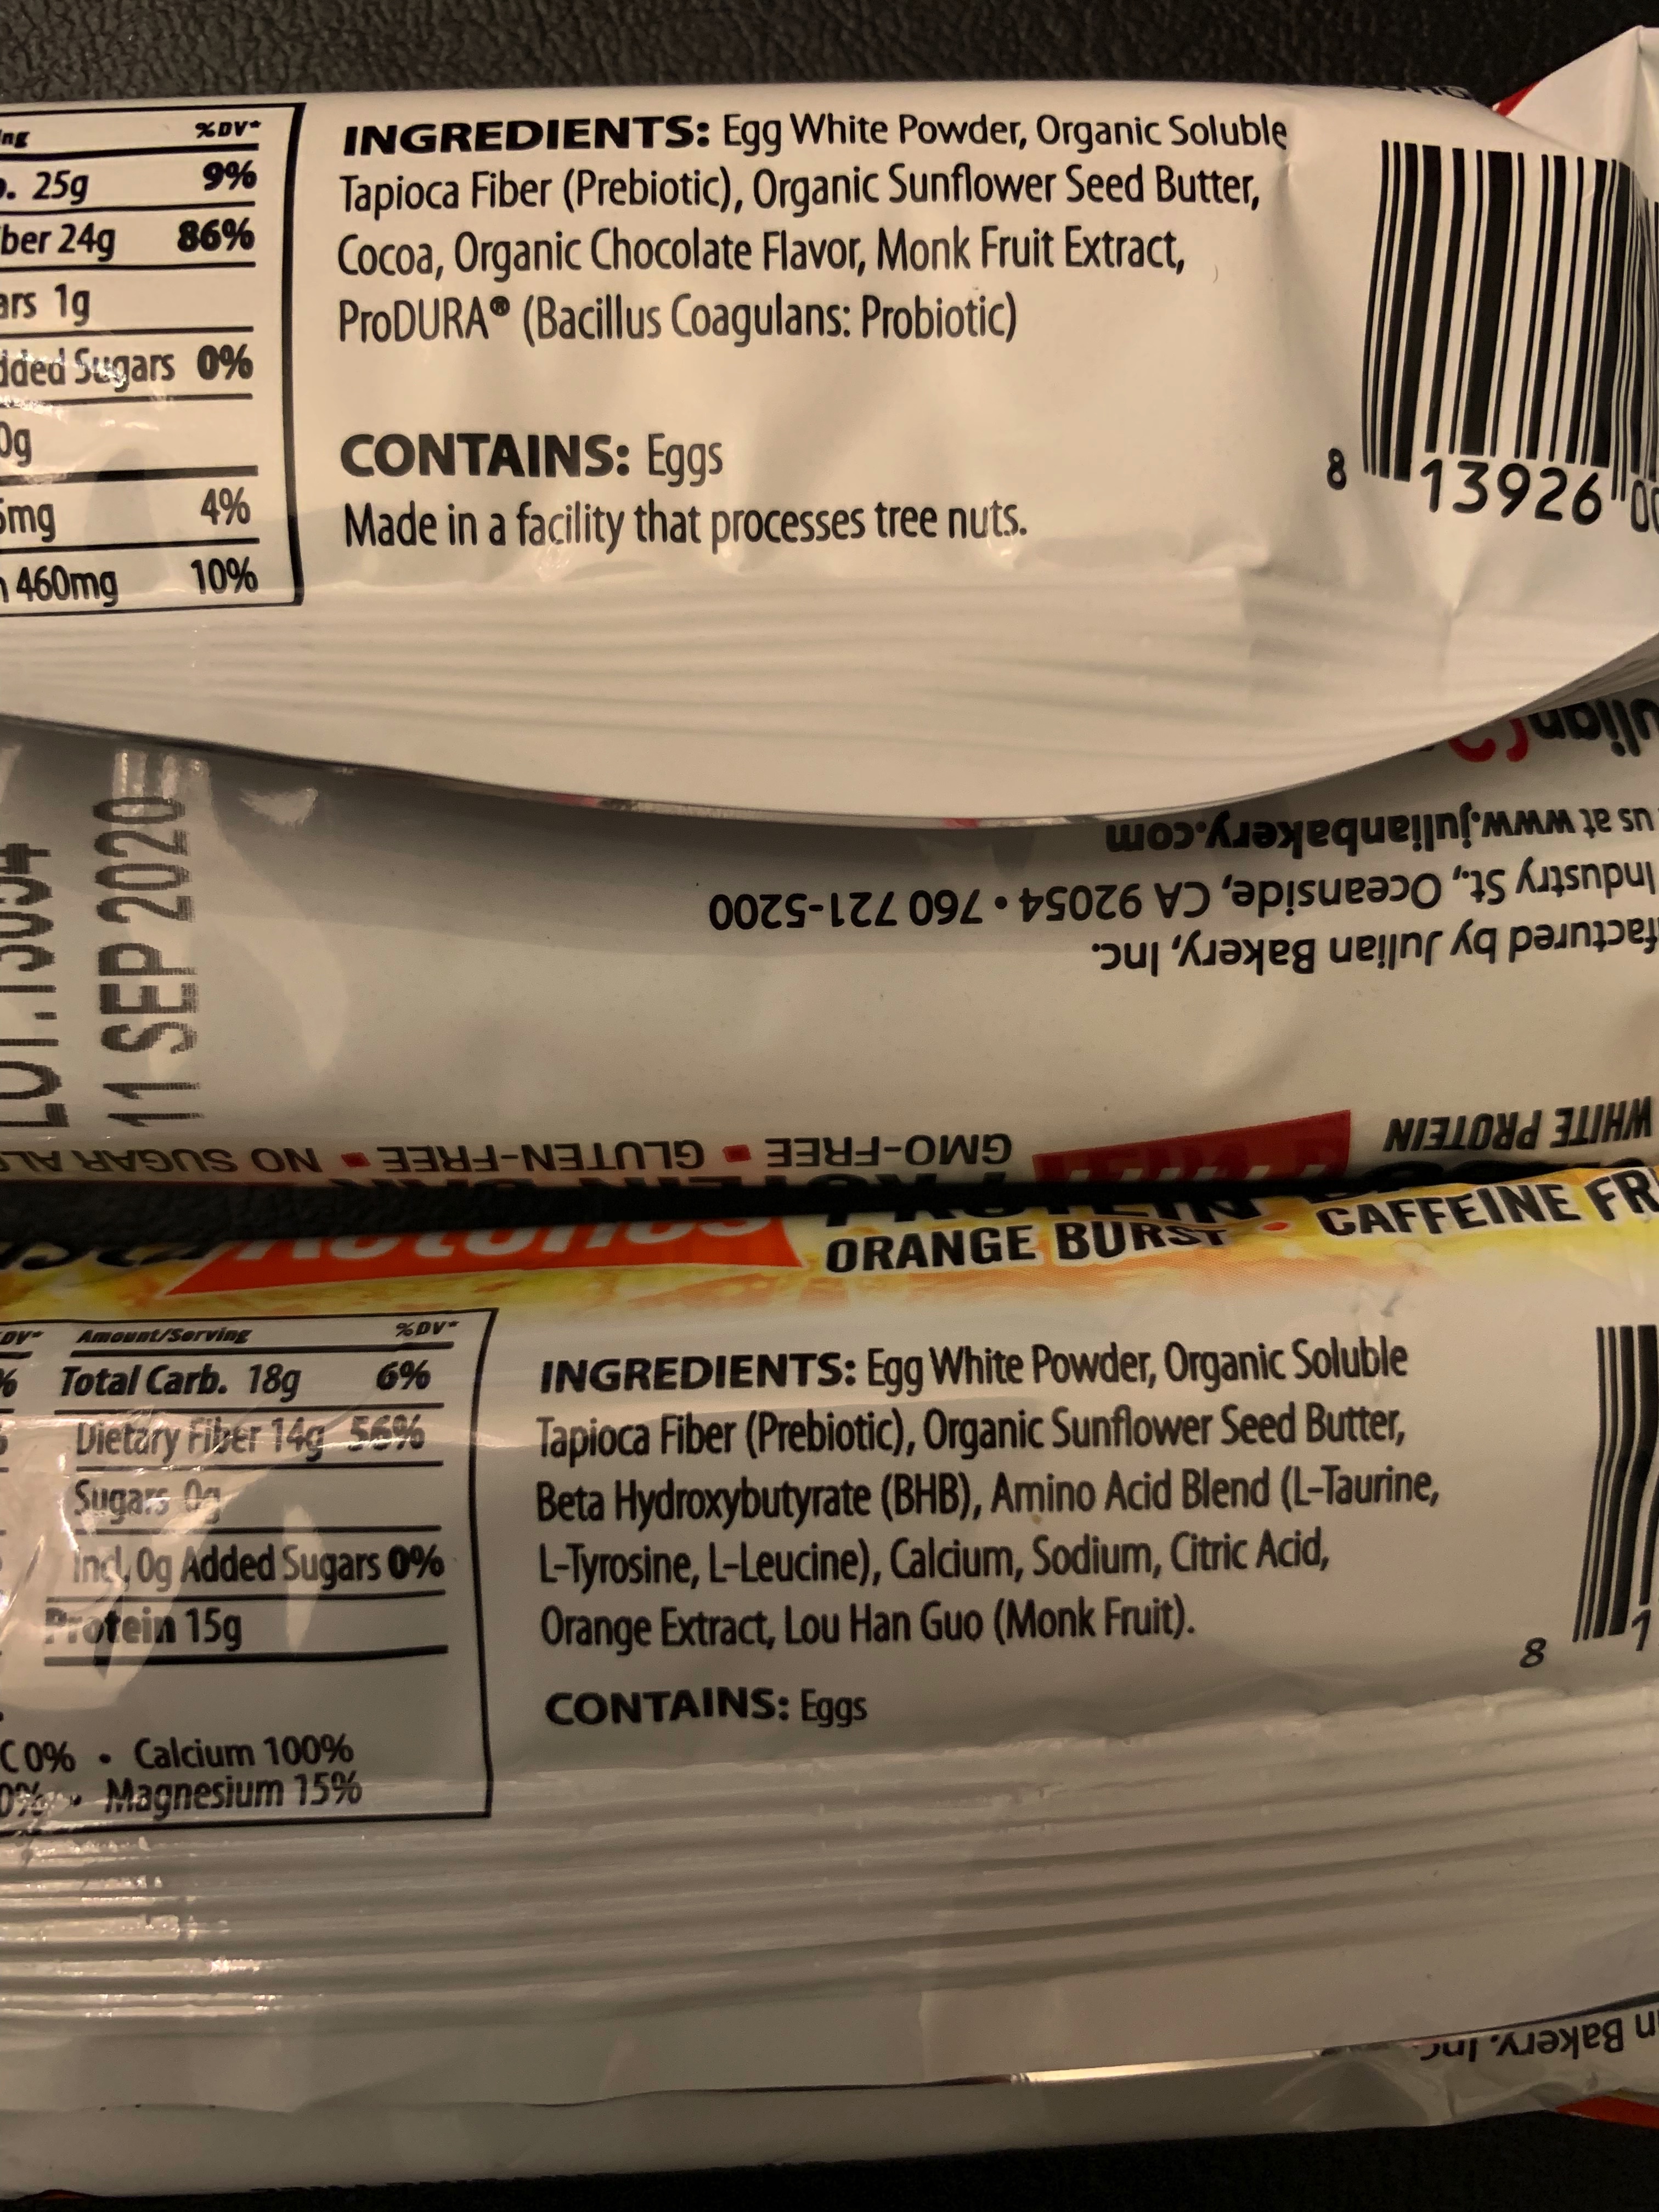 %DV*
25g 9%
24g 86%
1g
Sugars 0%
0g
4%
460mg 10%
INGREDIENTS: Egg White Powder, Organic Soluble
Tapioca Fiber (Prebiotic), Organic Sunflower Seed Butter,
Cocoa, Organic Chocolate Flavor, Monk Fruit Extract,
ProDURA® (Bacillus Coagulans: Probiotic)
CONTAINS: Eggs
Made in a facility that processes tree nuts.
8 13926
us at www.julianbakery.com
Industry St., Oceanside, CA 92054 • 760 721-5200
by Julian Bakery, Inc.
11 SEP 2020
WHITE PROTEIN
GMO-FREE ▪ GLUTEN-FREE ▪ NO SUGAR
PROTEIN
ORANGE BURST • CAFFEINE
Amount/Serving %DV*
Total Carb. 18g 6%
Dietary Fiber 14g 56%
Sugars 0g
Incl. 0g Added Sugars 0%
Protein 15g
C 0% • Calcium 100%
0% • Magnesium 15%
INGREDIENTS: Egg White Powder, Organic Soluble
Tapioca Fiber (Prebiotic), Organic Sunflower Seed Butter,
Beta Hydroxybutyrate (BHB), Amino Acid Blend (L-Taurine,
L-Tyrosine, L-Leucine), Calcium, Sodium, Citric Acid,
Orange Extract, Lou Han Guo (Monk Fruit).
CONTAINS: Eggs
8 1
Bakery, Inc.